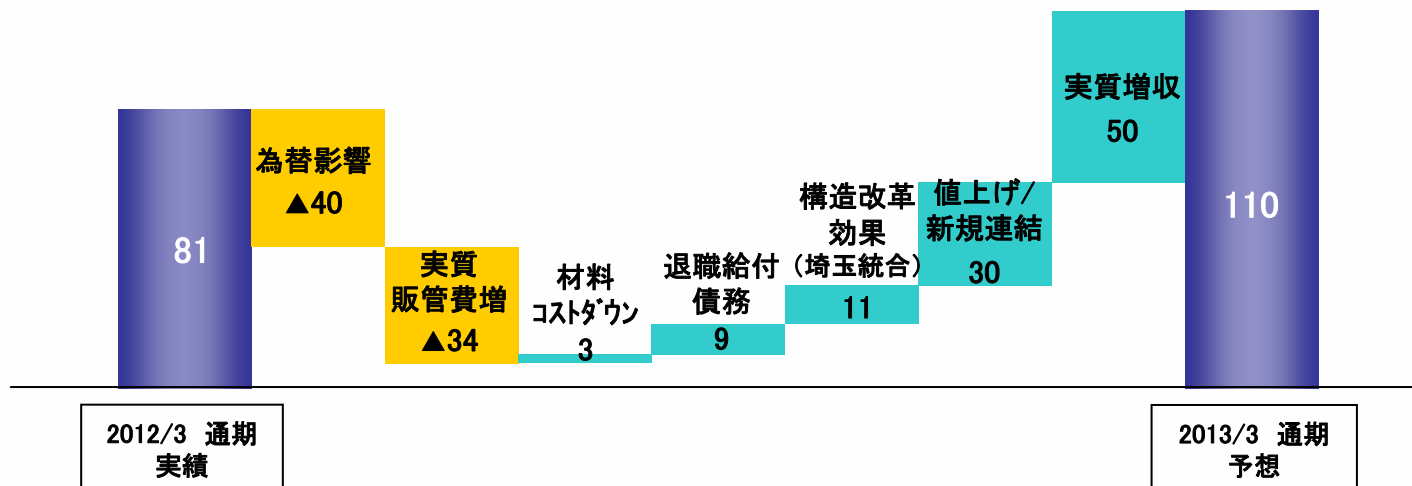 81
為替影響
▲40
実質
販管費増
▲34
材料
コストダウン
3
退職給付
債務
9
構造改革
効果
(埼玉統合)
11
値上げ/
新規連結
30
実質増収
50
110
2012/3 通期
実績
2013/3 通期
予想